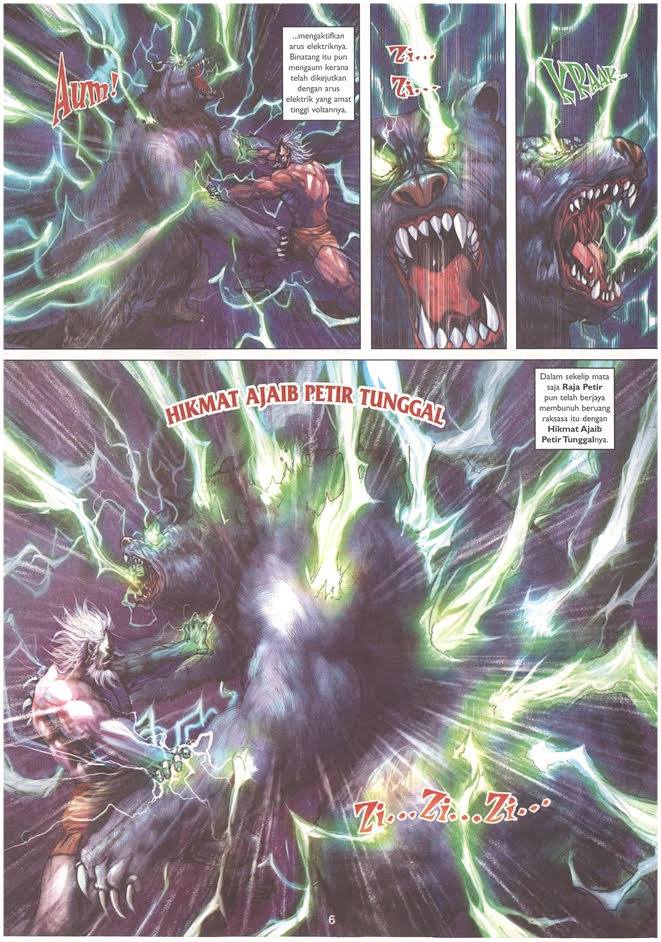 ...mengaktifkan
arus elektriknya.
Binatang itu pun
mengaum kerana
telah dikejutkan
dengan arus
elektrik yang amat
tinggi voltannya.
Aum!
Zi...
Zi...
KRAAK...
HIKMAT AJAIB PETIR TUNGGAL
Dalam sekelip mata
saja Raja Petir
pun telah berjaya
membunuh beruang
raksasa itu dengan
Hikmat Ajaib
Petir Tunggalnya.
Zi...Zi...Zi...
6